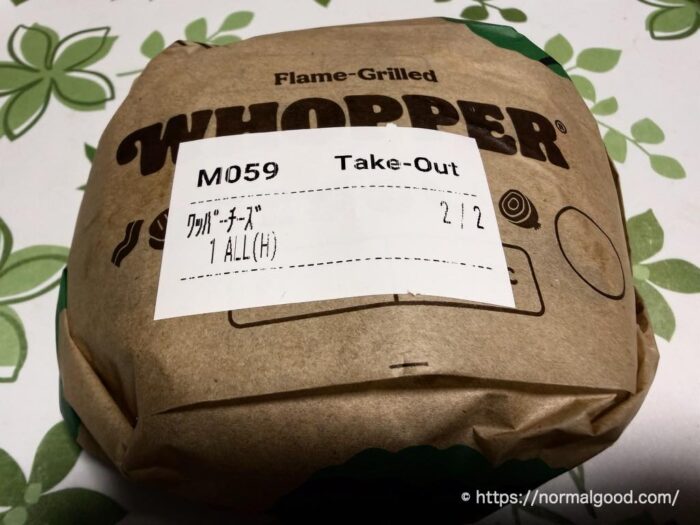 Flame-Grilled
WHOPPER®
M059 Take-Out
ﾜｯﾊﾟｰﾁｰｽﾞ 2/2
1 ALL(H)
C
© https://normalgood.com/